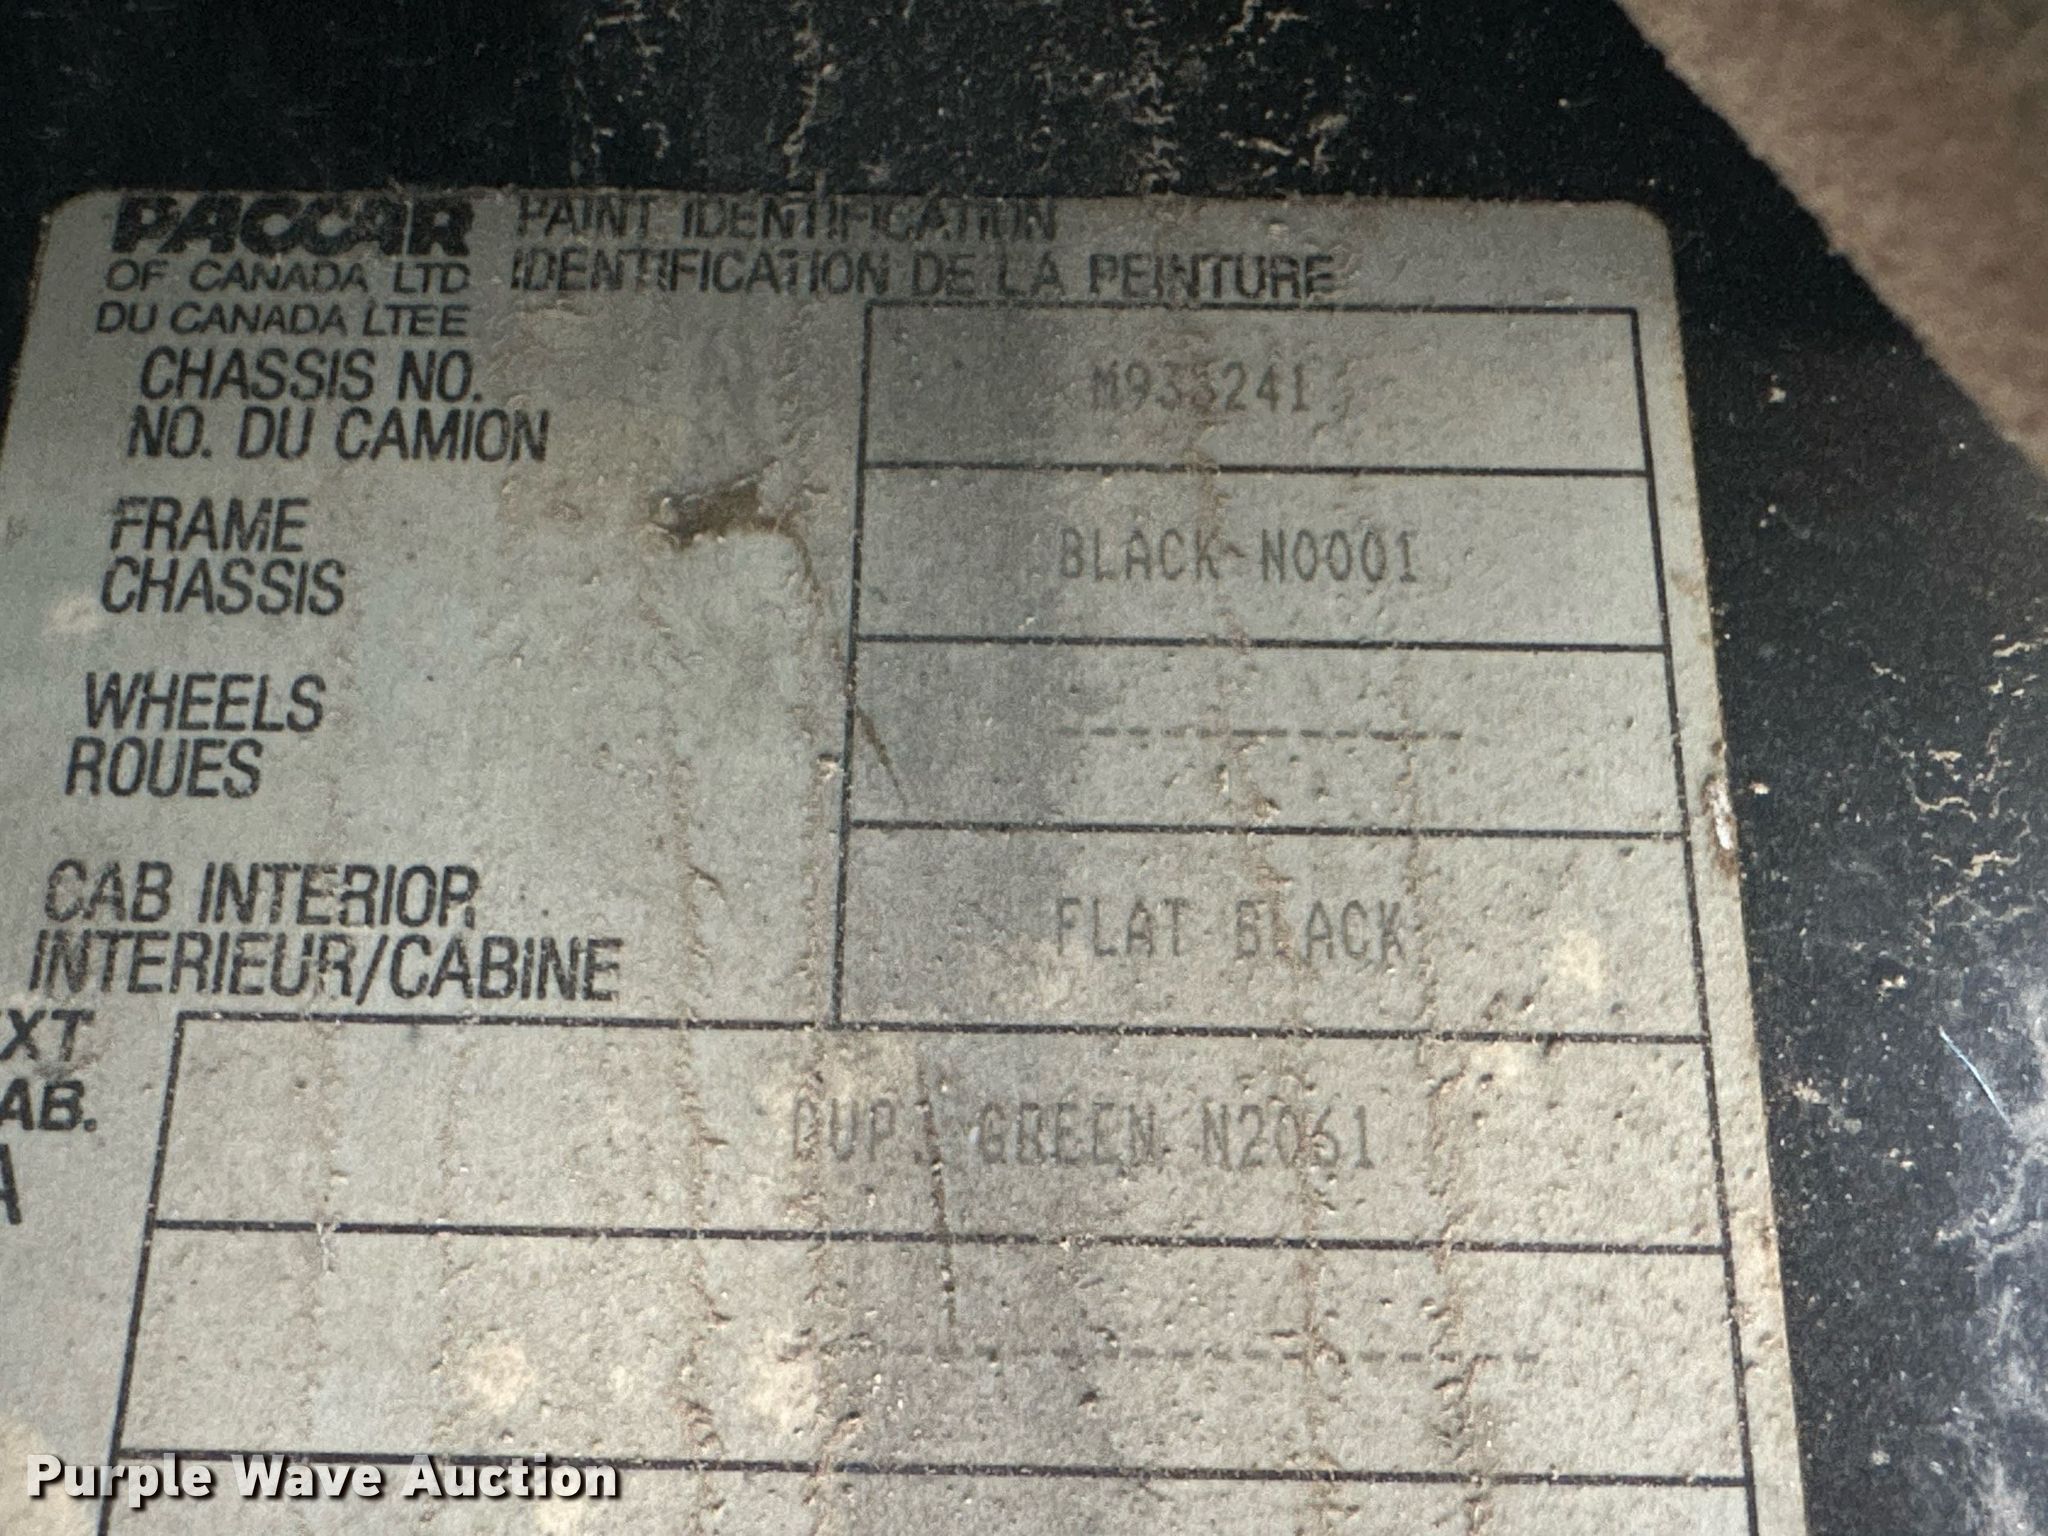 PACCAR
OF CANADA LTD
DU CANADA LTEE
PAINT IDENTIFICATION
IDENTIFICATION DE LA PEINTURE
CHASSIS NO.
NO. DU CAMION
M933241
FRAME
CHASSIS
BLACK N0001
WHEELS
ROUES
--------------
CAB INTERIOR
INTERIEUR/CABINE
FLAT BLACK
XT
AB.
A
GREEN N2061
Purple Wave Auction